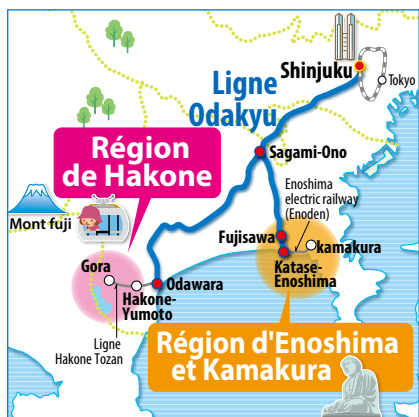 Shinjuku
Tokyo
Ligne
Odakyu
Région
de Hakone
Sagami-Ono
Enoshima
electric railway
(Enoden)
Mont fuji
Fujisawa
kamakura
Gora
Katase-
Enoshima
Odawara
Hakone-
Yumoto
Ligne
Hakone Tozan
Région d'Enoshima
et Kamakura